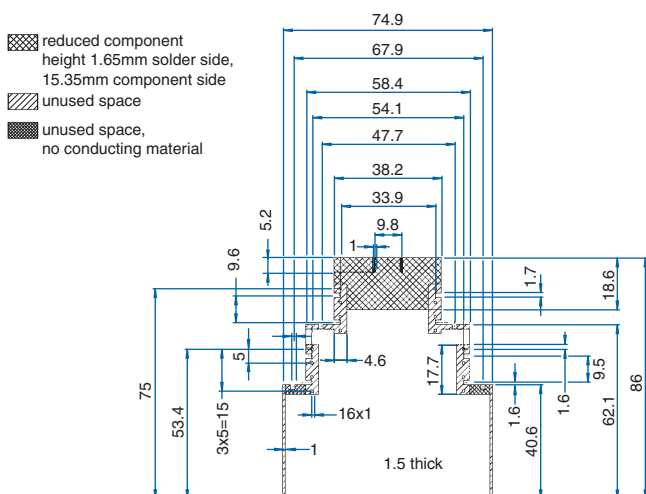 74.9
reduced component
height 1.65mm solder side,
15.35mm component side
67.9
unused space
58.4
unused space,
no conducting material
54.1
47.7
38.2
33.9
5.2
9.8
1
9.6
1.7
18.6
5
4.6
17.7
9.5
75
53.4
3x5=15
16x1
1.6
1.6
40.6
62.1
86
1
1.5 thick